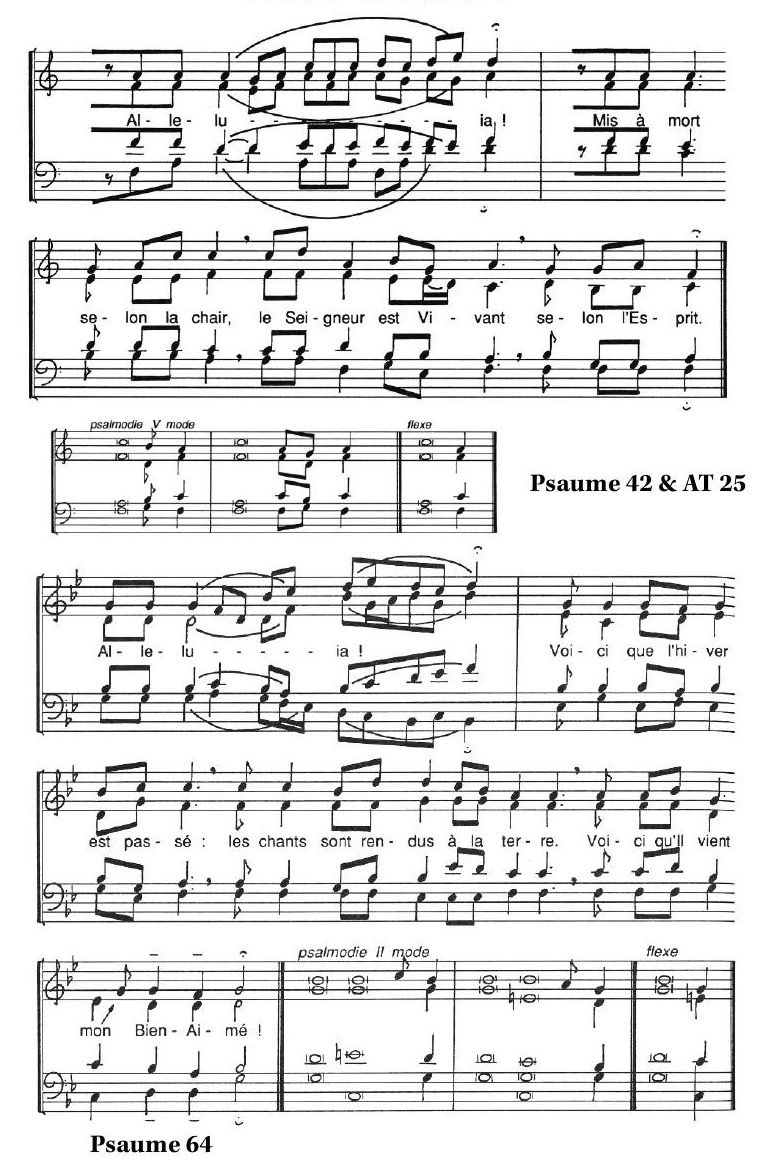 Al - le - lu - - - - - - - - - - - - ia ! Mis à mort
se - lon la chair, le Sei - gneur est Vi - vant se - lon l'Es - prit.
psalmodie V mode flexe
Psaume 42 & AT 25
Al - le - lu - - - - - - ia ! Voi - ci que l'hi - ver
est pas - sé : les chants sont ren - dus à la ter - re. Voi - ci qu'Il vient
psalmodie II mode flexe
mon Bien - Ai - mé !
Psaume 64